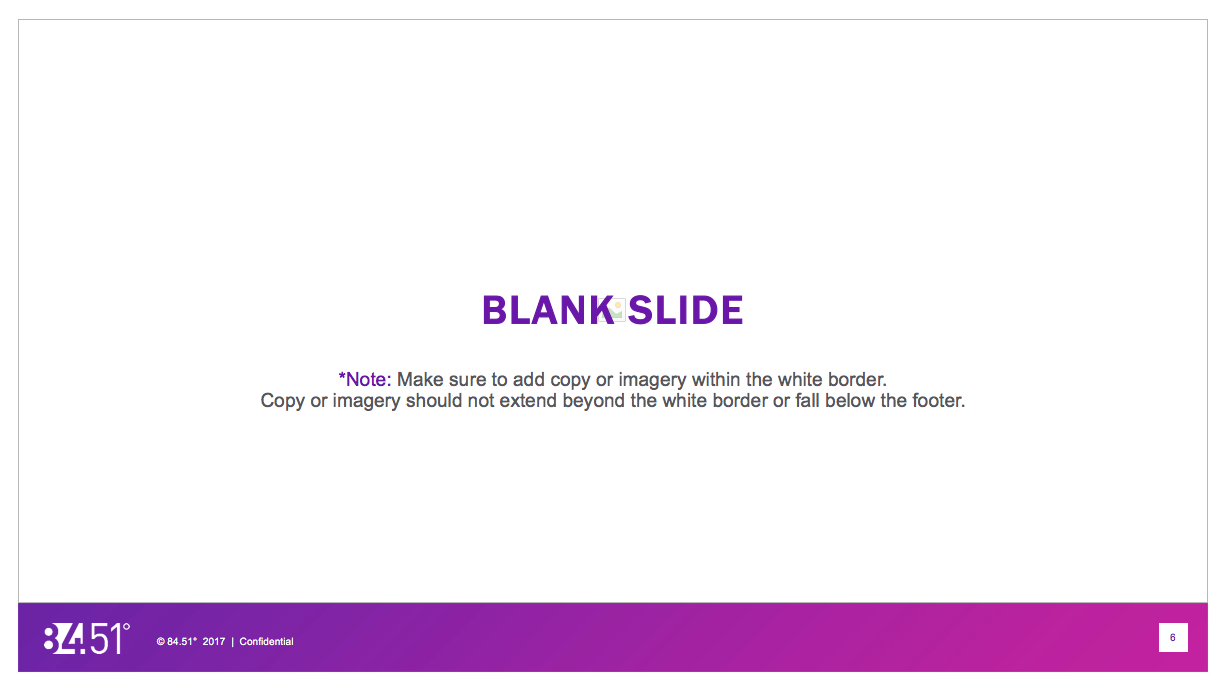 BLANK SLIDE
*Note: Make sure to add copy or imagery within the white border.
Copy or imagery should not extend beyond the white border or fall below the footer.
84.51° © 84.51° 2017 | Confidential 6